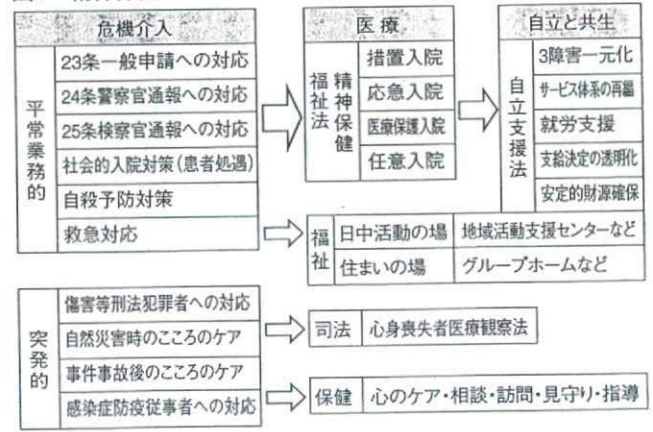 危機介入
平常業務的
23条一般申請への対応
24条警察官通報への対応
25条検察官通報への対応
社会的入院対策(患者処遇)
自殺予防対策
救急対応
医療
精神保健
福祉法
措置入院
応急入院
医療保護入院
任意入院
自立と共生
自立支援法
3障害一元化
サービス体系の再編
就労支援
支給決定の透明化
安定的財源確保
福祉
日中活動の場
地域活動支援センターなど
住まいの場
グループホームなど
突発的
傷害等刑法犯罪者への対応
自然災害時のこころのケア
事件事故後のこころのケア
感染症防疫従事者への対応
司法
心身喪失者医療観察法
保健
心のケア・相談・訪問・見守り・指導